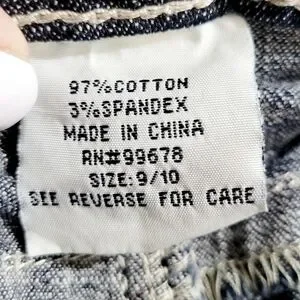 97%COTTON
3%SPANDEX
MADE IN CHINA
RN#99678
SIZE: 9/10
SEE REVERSE FOR CARE